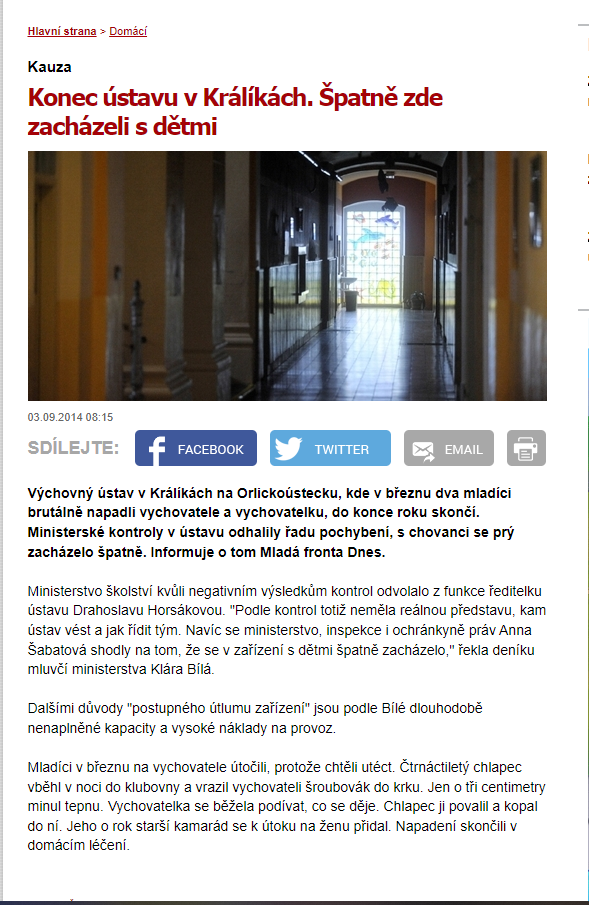 Hlavní strana > Domácí
Kauza
Konec ústavu v Králíkách. Špatně zde
zacházeli s dětmi
03.09.2014 08:15
SDÍLEJTE: FACEBOOK TWITTER EMAIL
Výchovný ústav v Králíkách na Orlickoústecku, kde v březnu dva mladíci
brutálně napadli vychovatele a vychovatelku, do konce roku skončí.
Ministerské kontroly v ústavu odhalily řadu pochybení, s chovanci se prý
zacházelo špatně. Informuje o tom Mladá fronta Dnes.
Ministerstvo školství kvůli negativním výsledkům kontrol odvolalo z funkce ředitelku
ústavu Drahoslavu Horsákovou. "Podle kontrol totiž neměla reálnou představu, kam
ústav vést a jak řídit tým. Navíc se ministerstvo, inspekce i ochránkyně práv Anna
Šabatová shodly na tom, že se v zařízení s dětmi špatně zacházelo," řekla deníku
mluvčí ministerstva Klára Bílá.
Dalšími důvody "postupného útlumu zařízení" jsou podle Bílé dlouhodobě
nenaplněné kapacity a vysoké náklady na provoz.
Mladíci v březnu na vychovatele útočili, protože chtěli utéct. Čtrnáctiletý chlapec
vběhl v noci do klubovny a vrazil vychovateli šroubovák do krku. Jen o tři centimetry
minul tepnu. Vychovatelka se běžela podívat, co se děje. Chlapec ji povalil a kopal
do ní. Jeho o rok starší kamarád se k útoku na ženu přidal. Napadení skončili v
domácím léčení.